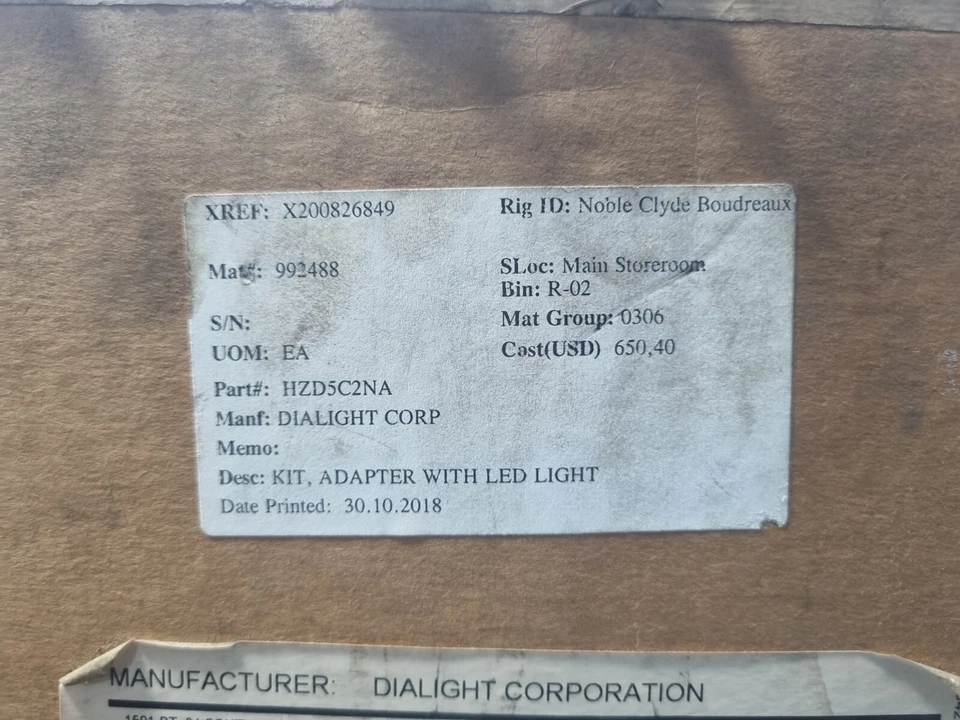 XREF: X200826849
Rig ID: Noble Clyde Boudreaux
Mat#: 992488
SLoc: Main Storeroom
Bin: R-02
S/N:
Mat Group: 0306
UOM: EA
Cost(USD) 650,40
Part#: HZD5C2NA
Manf: DIALIGHT CORP
Memo:
Desc: KIT, ADAPTER WITH LED LIGHT
Date Printed: 30.10.2018
MANUFACTURER: DIALIGHT CORPORATION